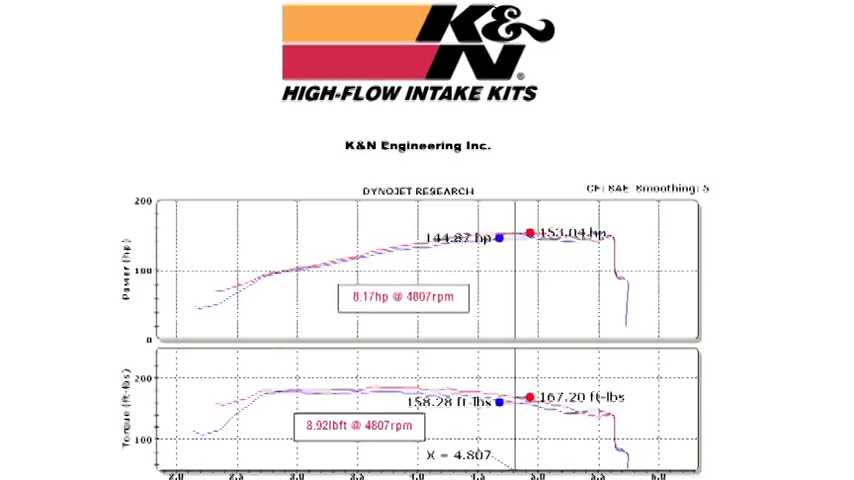 K&N®
HIGH-FLOW INTAKE KITS
K&N Engineering Inc.
DYNOJET RESEARCH
CF: SAE Smoothing: 5
200
144.87 hp
153.04 hp
Power (hp)
100
8.17hp @ 4807rpm
0
200
158.28 ft-lbs
167.20 ft-lbs
Torque (ft-lbs)
8.92lbft @ 4807rpm
100
X = 4.807
2.0 2.5 3.0 3.5 4.0 4.5 5.0 5.5 6.0